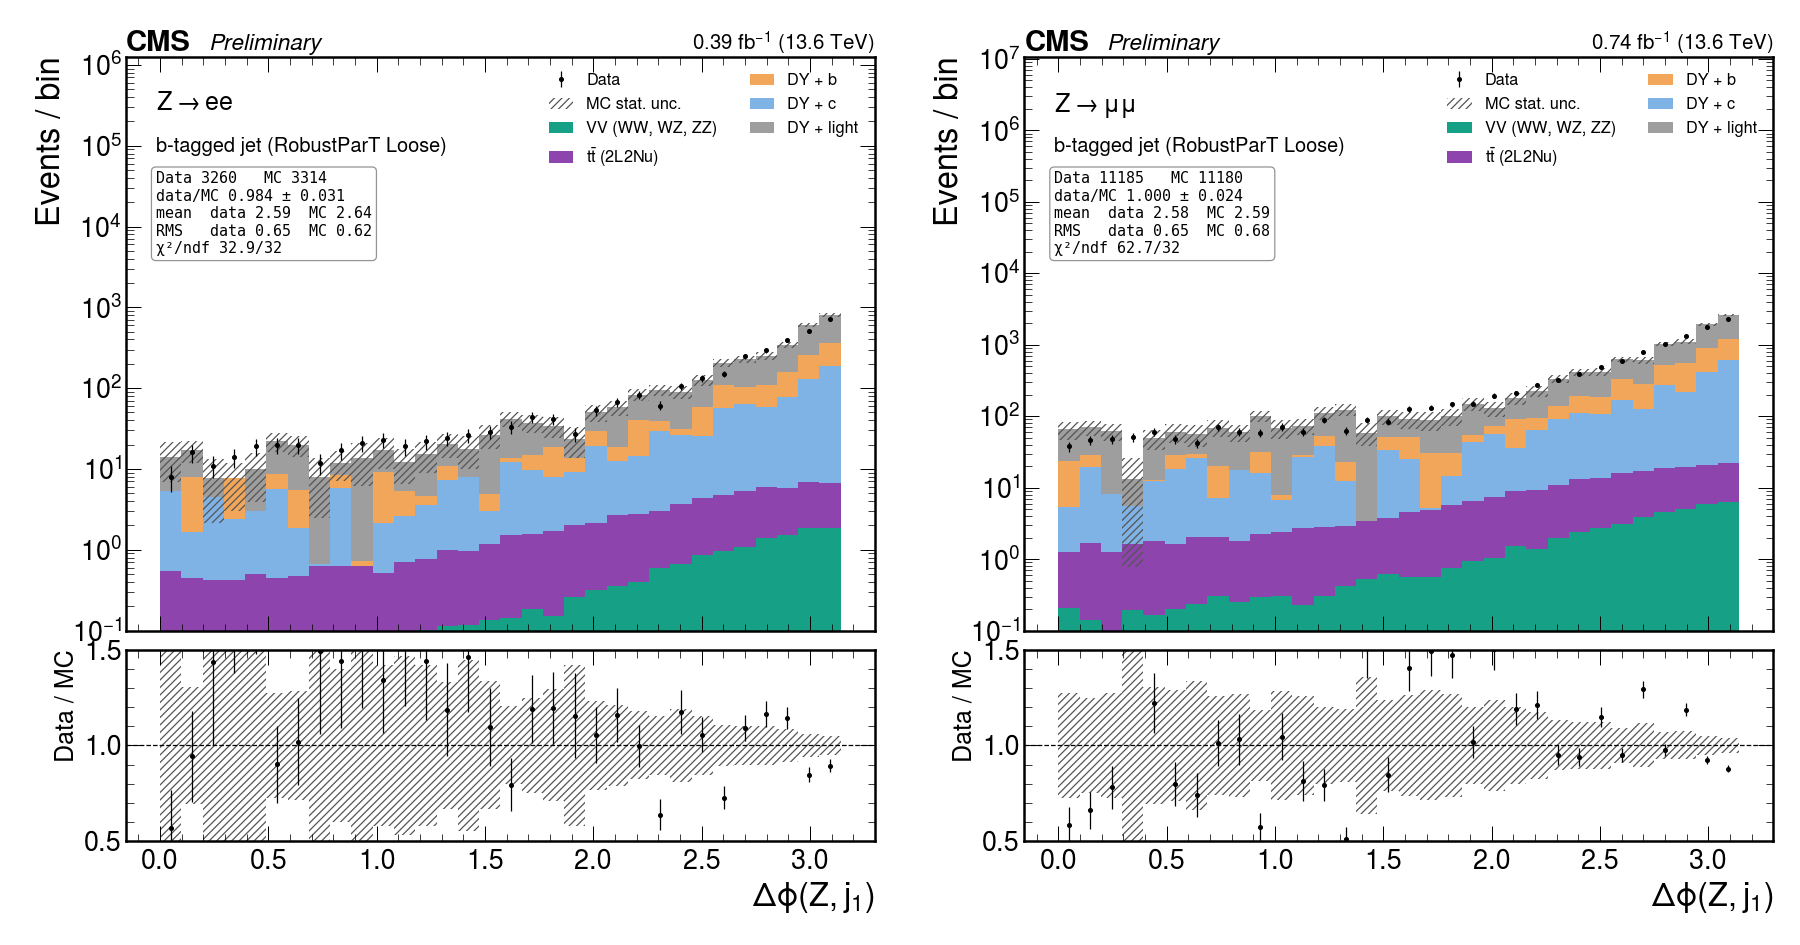 CMS Preliminary 0.39 fb⁻¹ (13.6 TeV)
Events / bin
10⁶
10⁵
10⁴
10³
10²
10¹
10⁰
10⁻¹
Z → ee
b-tagged jet (RobustParT Loose)
Data 3260 MC 3314
data/MC 0.984 ± 0.031
mean data 2.59 MC 2.64
RMS data 0.65 MC 0.62
χ²/ndf 32.9/32
Data
MC stat. unc.
VV (WW, WZ, ZZ)
tt̄ (2L2Nu)
DY + b
DY + c
DY + light
Data / MC
1.5
1.0
0.5
0.0 0.5 1.0 1.5 2.0 2.5 3.0
Δϕ(Z, j₁)
CMS Preliminary 0.74 fb⁻¹ (13.6 TeV)
Events / bin
10⁷
10⁶
10⁵
10⁴
10³
10²
10¹
10⁰
10⁻¹
Z → μμ
b-tagged jet (RobustParT Loose)
Data 11185 MC 11180
data/MC 1.000 ± 0.024
mean data 2.58 MC 2.59
RMS data 0.65 MC 0.68
χ²/ndf 62.7/32
Data
MC stat. unc.
VV (WW, WZ, ZZ)
tt̄ (2L2Nu)
DY + b
DY + c
DY + light
Data / MC
1.5
1.0
0.5
0.0 0.5 1.0 1.5 2.0 2.5 3.0
Δϕ(Z, j₁)